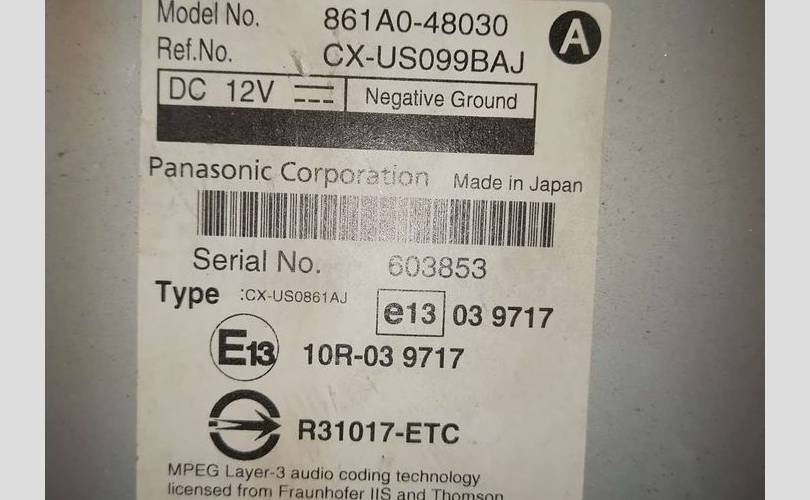 Model No. 861A0-48030
A
Ref.No. CX-US099BAJ
DC 12V Negative Ground
Panasonic Corporation Made in Japan
Serial No. 603853
Type :CX-US0861AJ
e13 03 9717
E13 10R-03 9717
R31017-ETC
MPEG Layer-3 audio coding technology
licensed from Fraunhofer IIS and Thomson